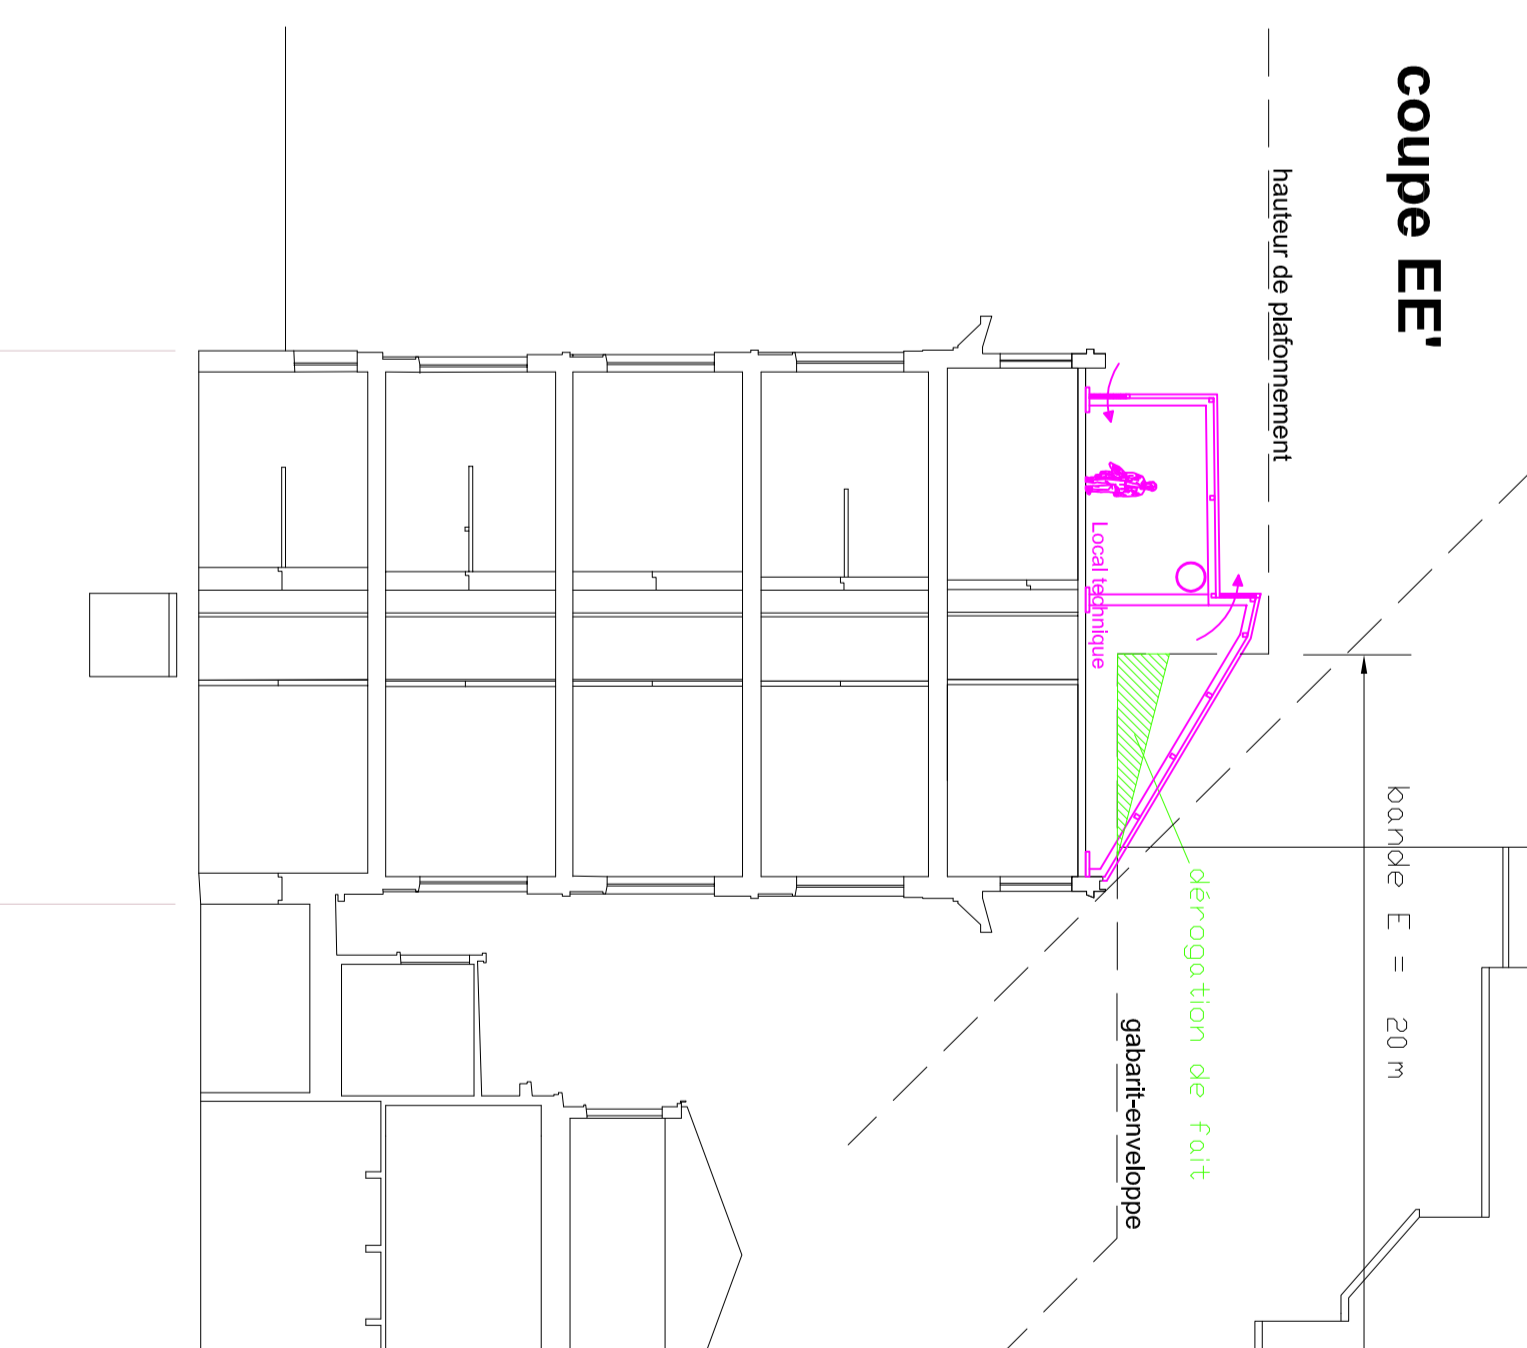 coupe EE'
hauteur de plafonnement
bande E = 20 m
dérogation de fait
gabarit-enveloppe
Local technique